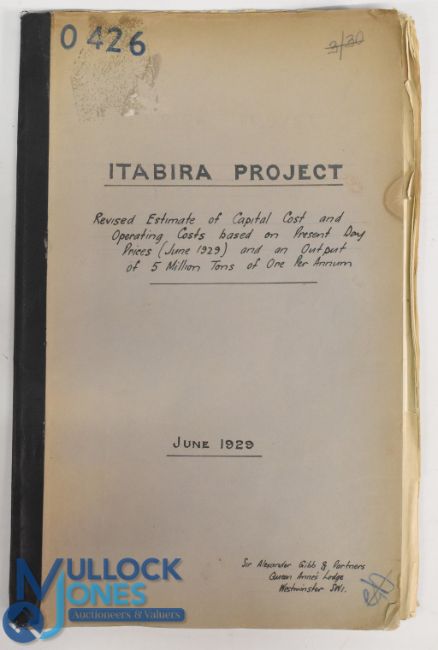 0426
3/30
ITABIRA PROJECT
Revised Estimate of Capital Cost and
Operating Costs based on Present Day
Prices (June 1929) and an Output
of 5 Million Tons of Ore Per Annum
JUNE 1929
Sir Alexander Gibb & Partners
Queen Anne's Lodge
Westminster SW1.
MULLOCK
JONES
Auctioneers & Valuers